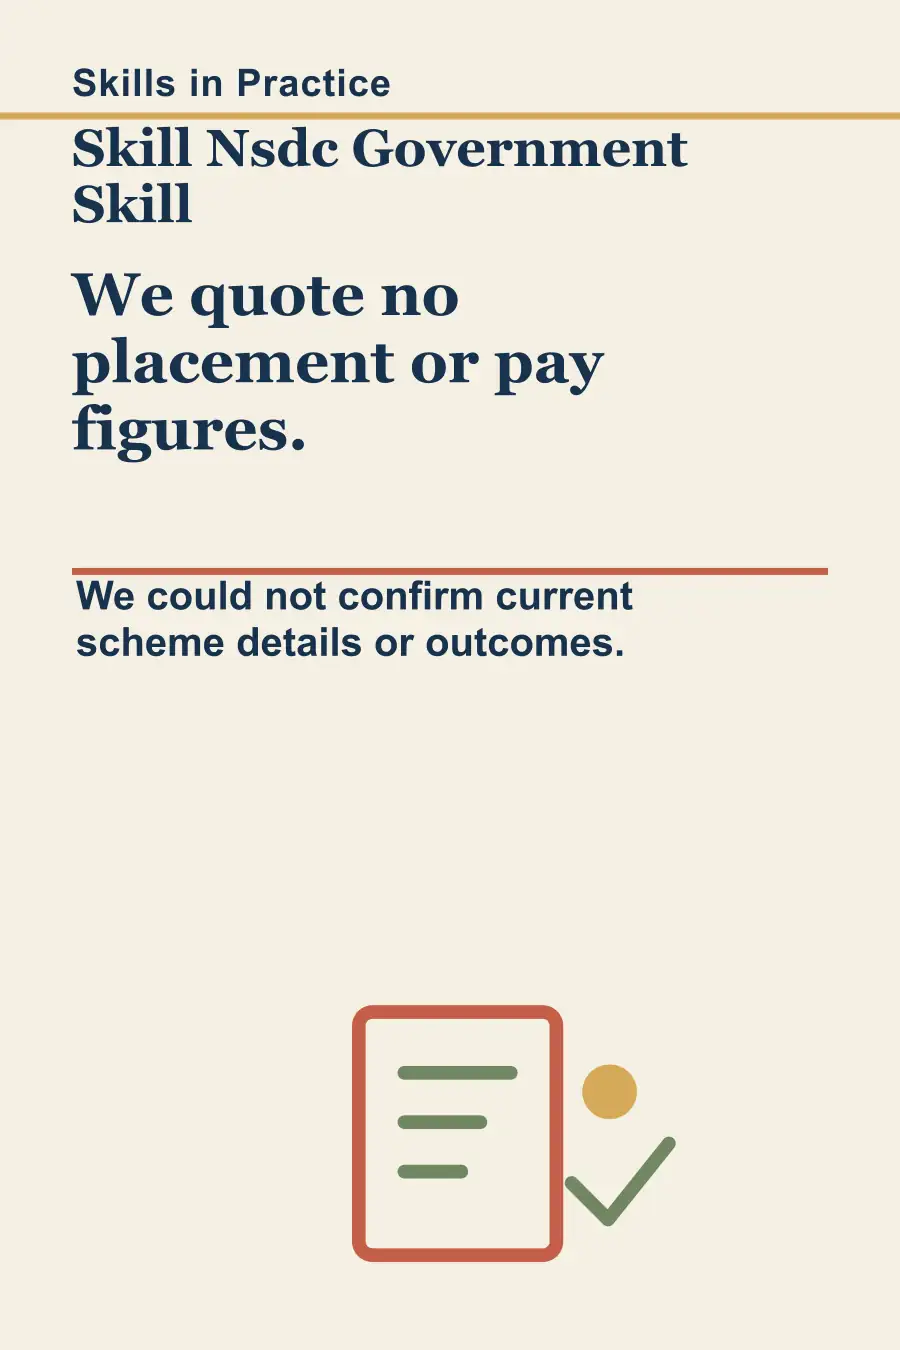 Skills in Practice
Skill Nsdc Government
Skill
We quote no
placement or pay
figures.
We could not confirm current
scheme details or outcomes.